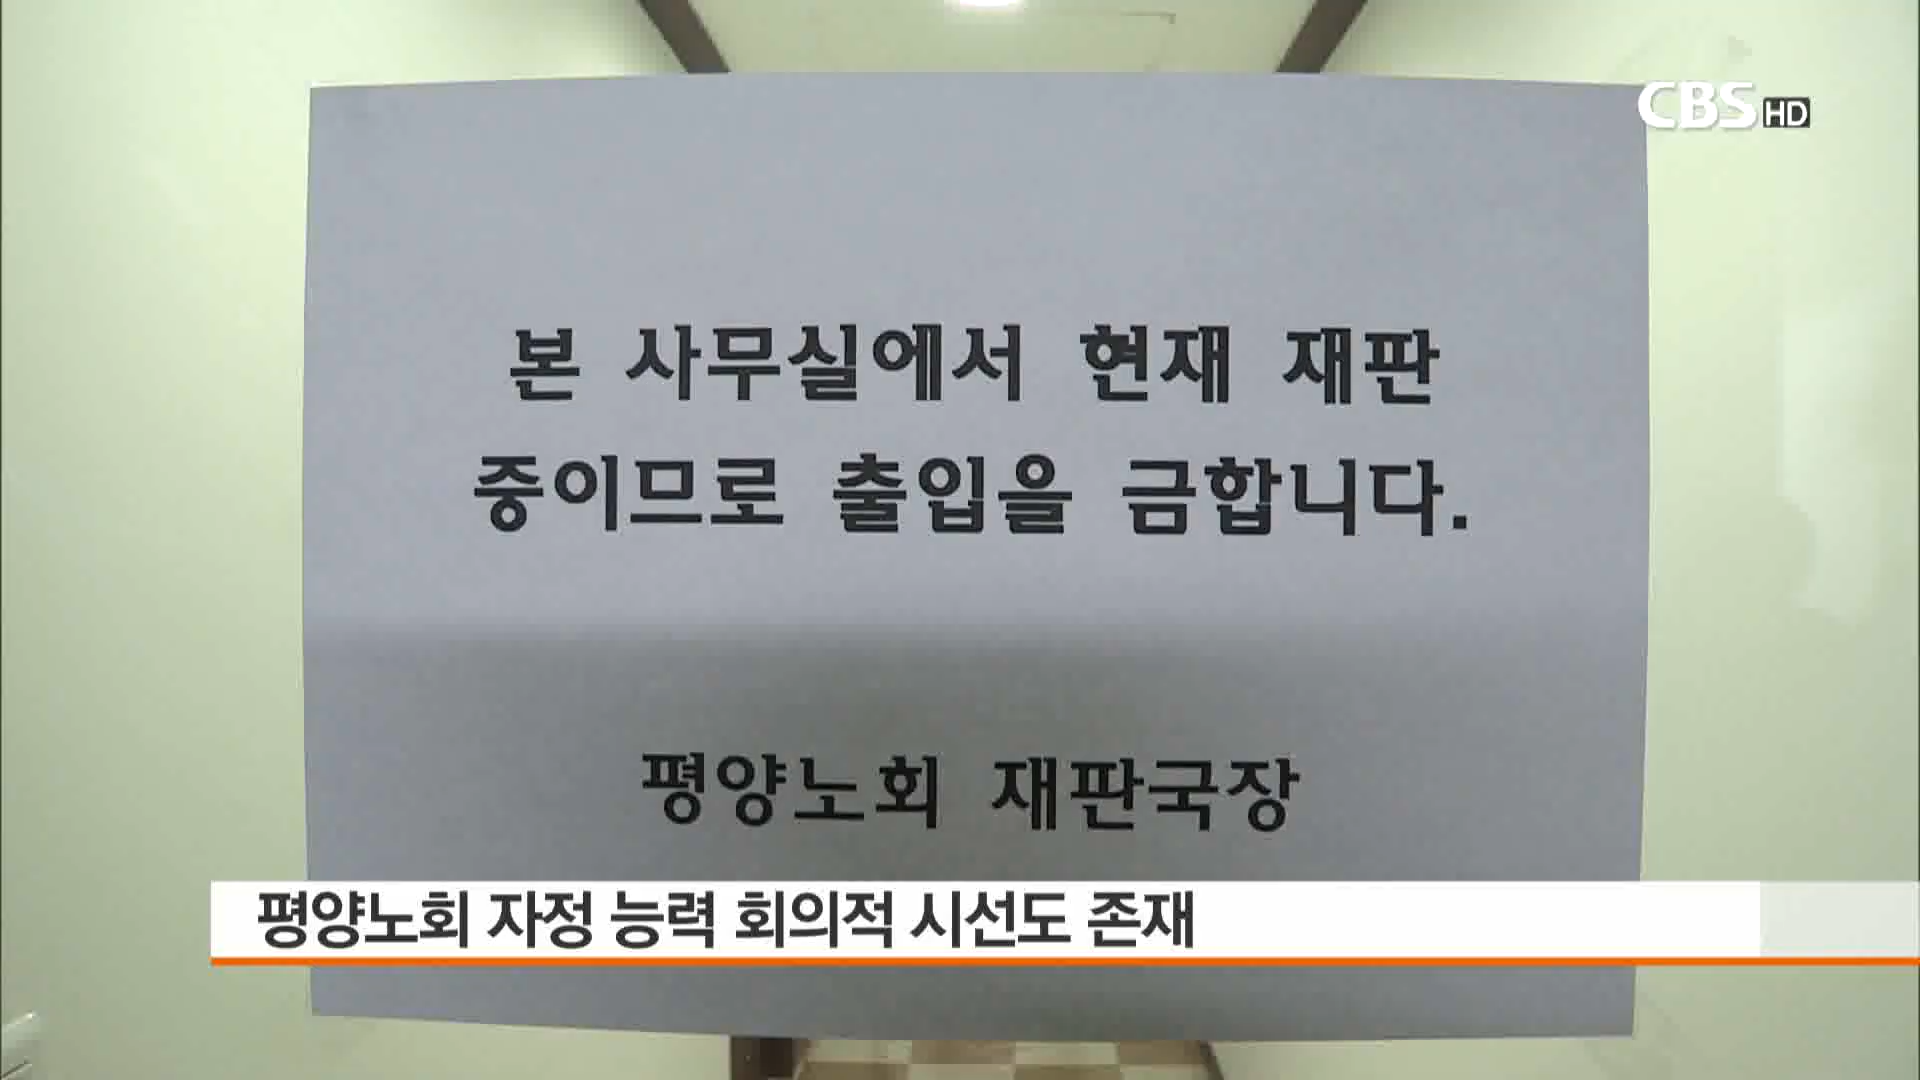 CBS HD
본 사무실에서 현재 재판
중이므로 출입을 금합니다.
평양노회 재판국장
평양노회 자정 능력 회의적 시선도 존재